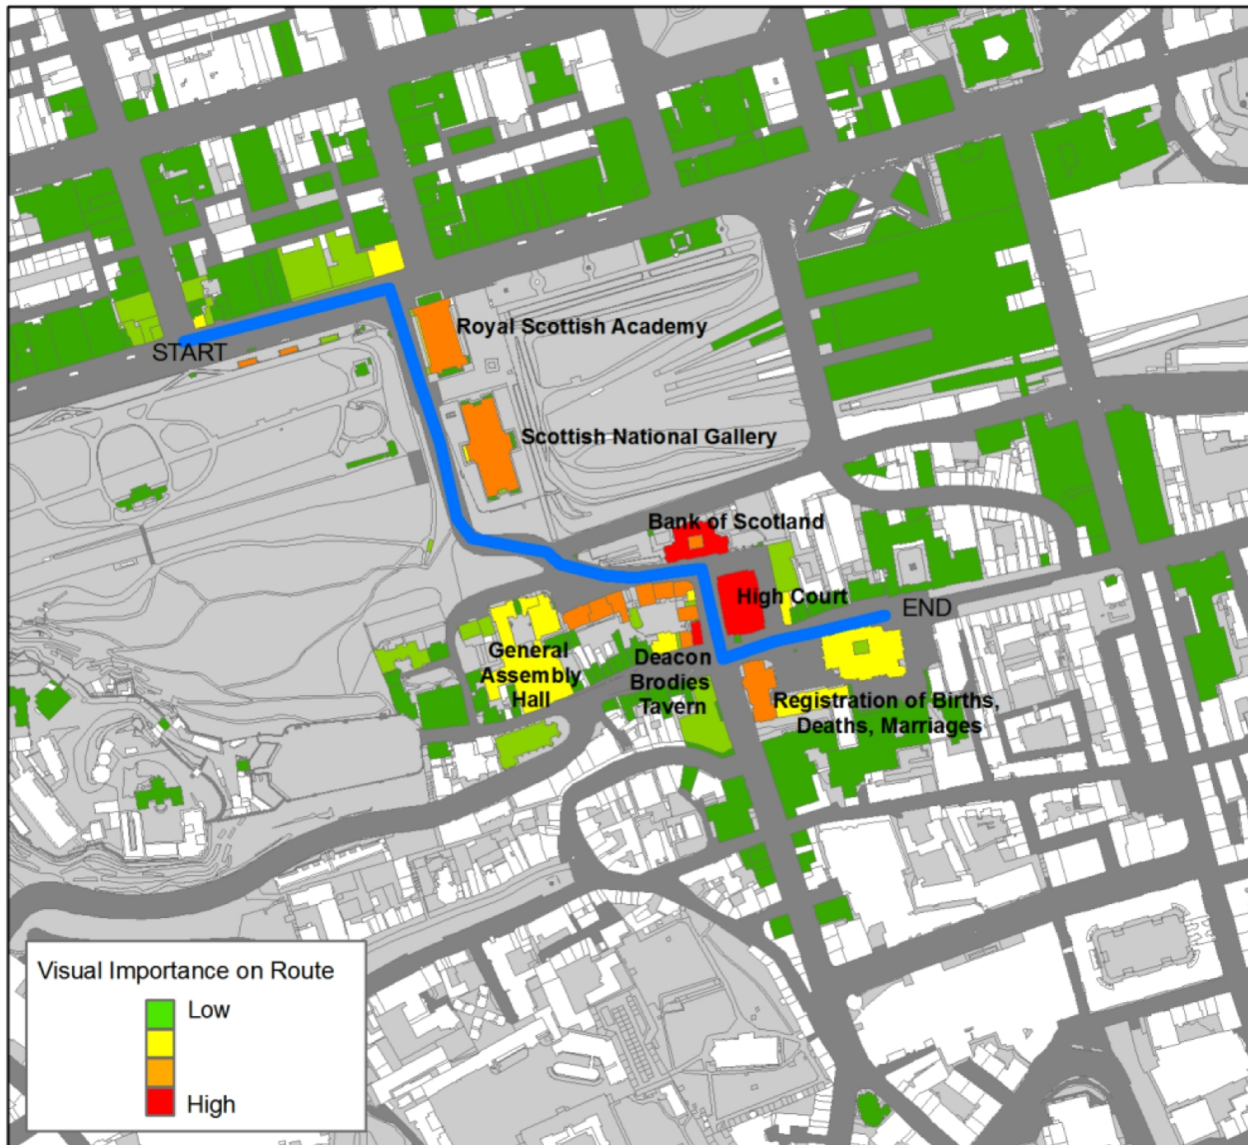 START
Royal Scottish Academy
Scottish National Gallery
Bank of Scotland
High Court
END
General
Assembly
Hall
Deacon
Brodies
Tavern
Registration of Births,
Deaths, Marriages
Visual Importance on Route
Low
High